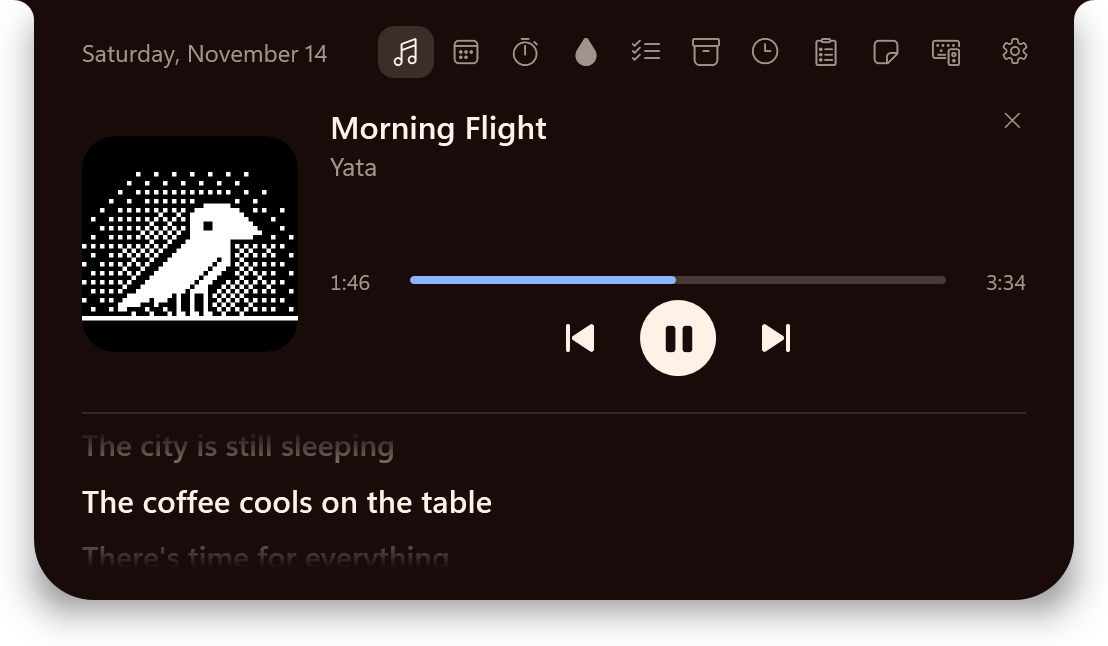 Saturday, November 14
Morning Flight
Yata
1:46
3:34
The city is still sleeping
The coffee cools on the table
There's time for everything